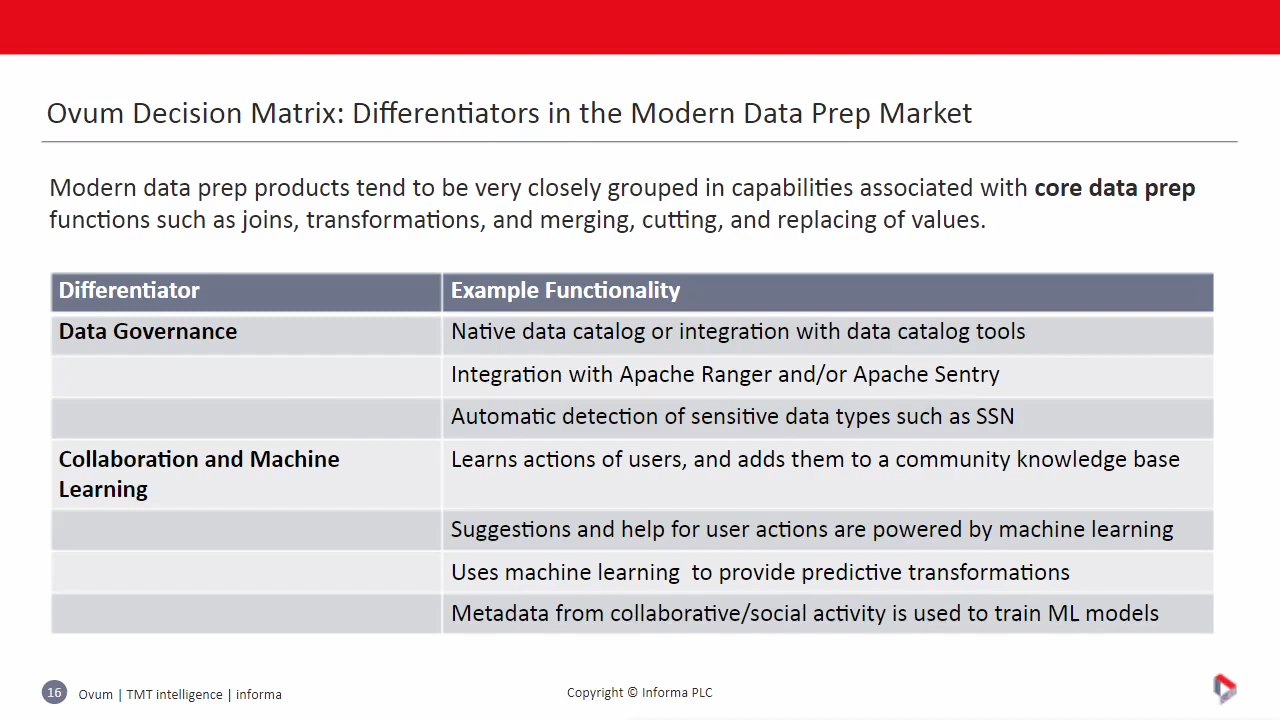 Ovum Decision Matrix: Differentiators in the Modern Data Prep Market
Modern data prep products tend to be very closely grouped in capabilities associated with core data prep
functions such as joins, transformations, and merging, cutting, and replacing of values.
Differentiator
Example Functionality
Data Governance
Native data catalog or integration with data catalog tools
Integration with Apache Ranger and/or Apache Sentry
Automatic detection of sensitive data types such as SSN
Collaboration and Machine
Learning
Learns actions of users, and adds them to a community knowledge base
Suggestions and help for user actions are powered by machine learning
Uses machine learning  to provide predictive transformations
Metadata from collaborative/social activity is used to train ML models
16
Ovum | TMT intelligence | informa
Copyright © Informa PLC